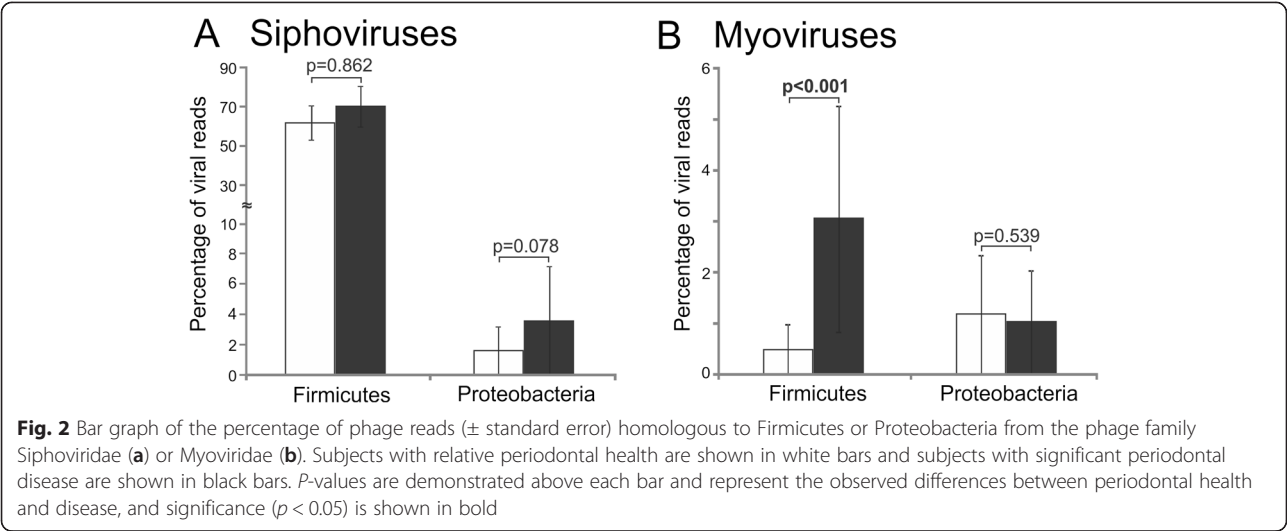 A Siphoviruses
Percentage of viral reads
90
70
50
30
≈
10
8
6
4
2
0
p=0.862
p=0.078
Firmicutes
Proteobacteria
B Myoviruses
Percentage of viral reads
6
4
2
0
p<0.001
p=0.539
Firmicutes
Proteobacteria
Fig. 2 Bar graph of the percentage of phage reads (± standard error) homologous to Firmicutes or Proteobacteria from the phage family
Siphoviridae (a) or Myoviridae (b). Subjects with relative periodontal health are shown in white bars and subjects with significant periodontal
disease are shown in black bars. P-values are demonstrated above each bar and represent the observed differences between periodontal health
and disease, and significance (p < 0.05) is shown in bold